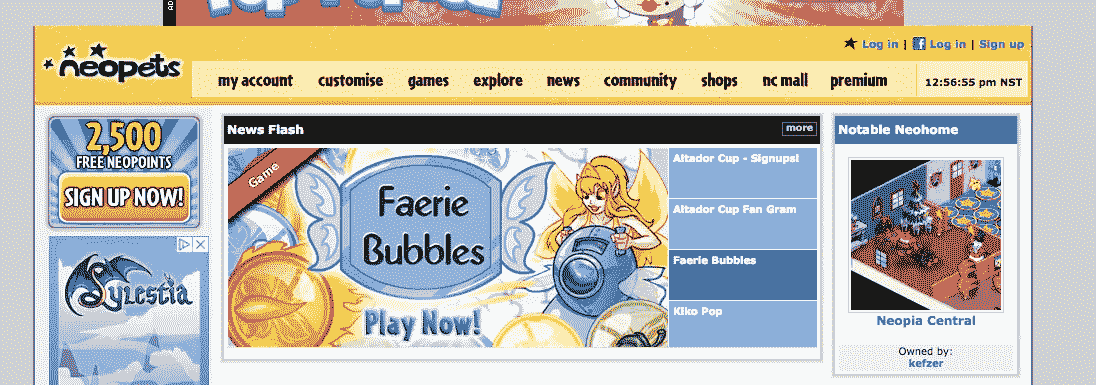 AD
neopets
Log in | Log in | Sign up
my account customise games explore news community shops nc mall premium
12:56:55 pm NST
2,500
FREE NEOPOINTS
SIGN UP NOW!
News Flash
more
Game
Faerie
Bubbles
Play Now!
Altador Cup - Signups!
Altador Cup Fan Gram
Faerie Bubbles
Kiko Pop
Notable Neohome
Neopia Central
Owned by:
kefzer
Sylestia